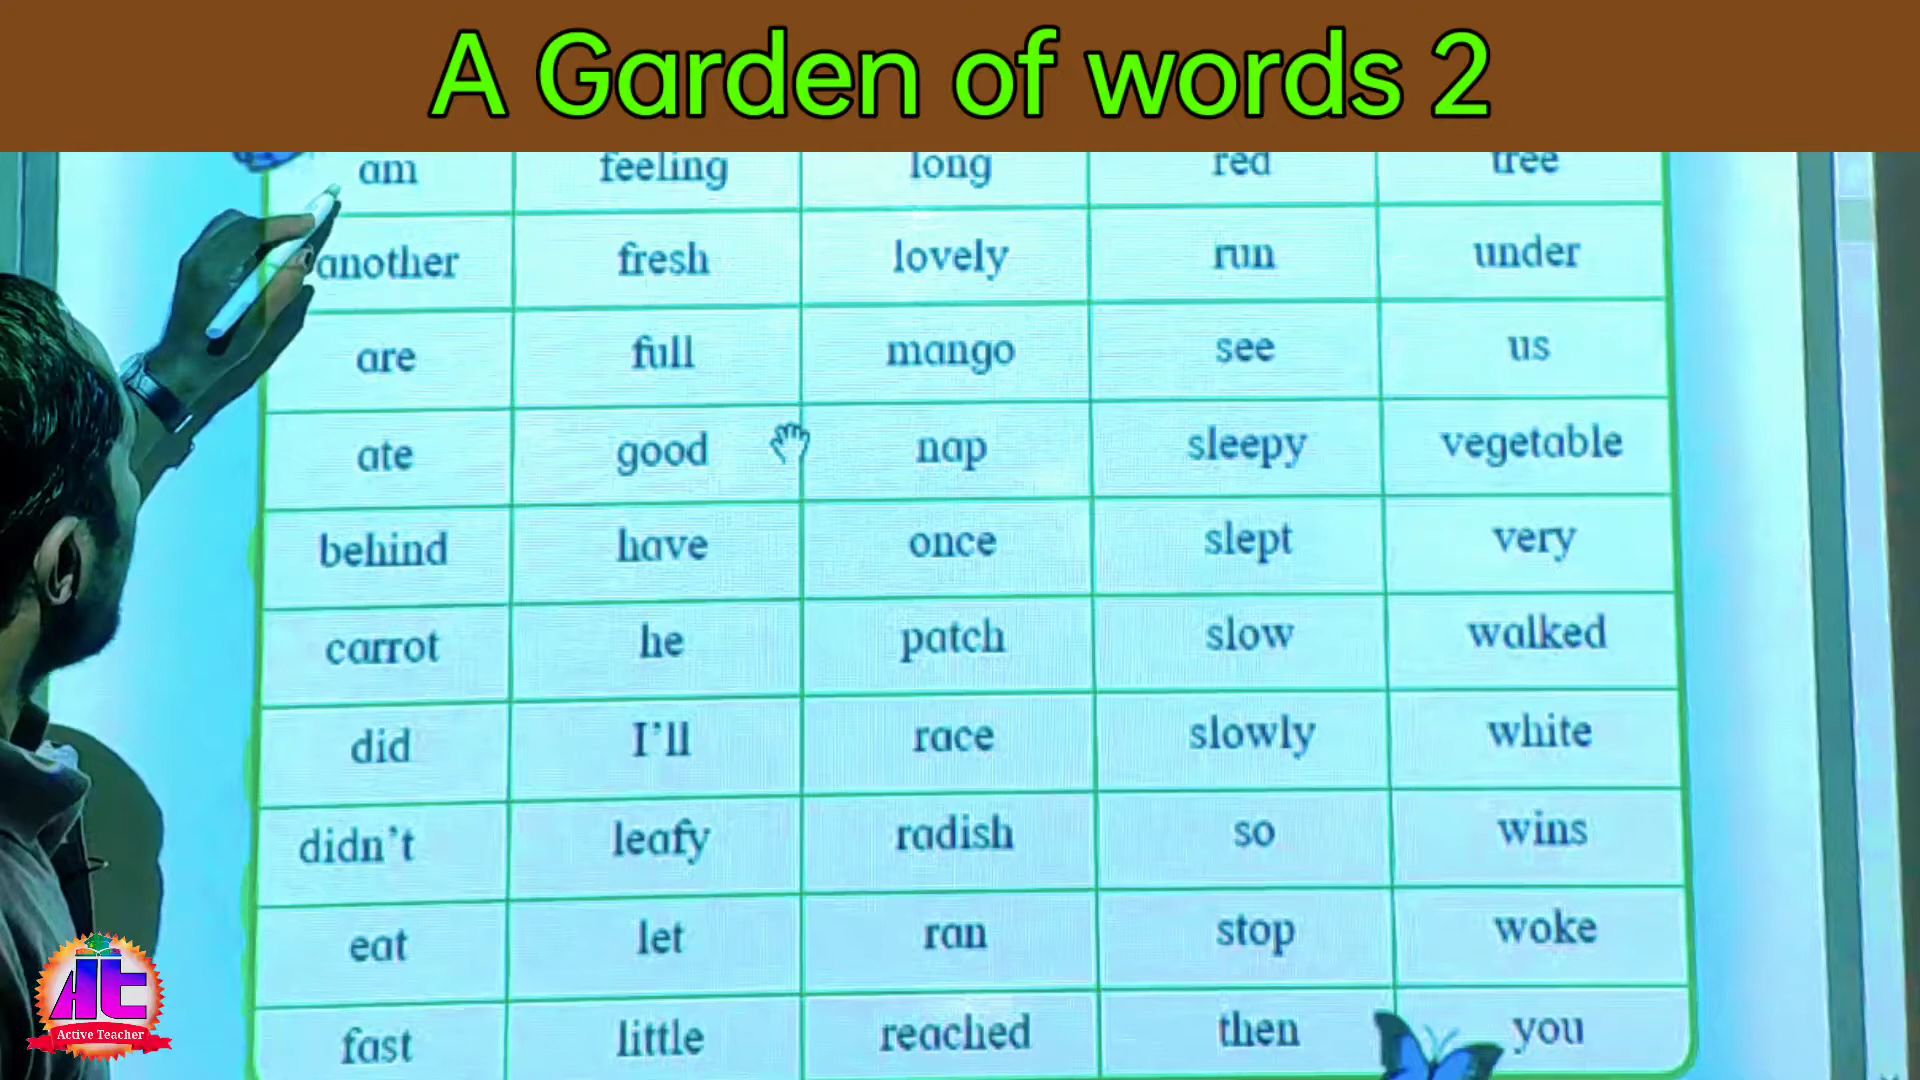 A Garden of words 2
am feeling long red tree
another fresh lovely run under
are full mango see us
ate good nap sleepy vegetable
behind have once slept very
carrot he patch slow walked
did I'll race slowly white
didn't leafy radish so wins
eat let ran stop woke
fast little reached then you
At
Active Teacher